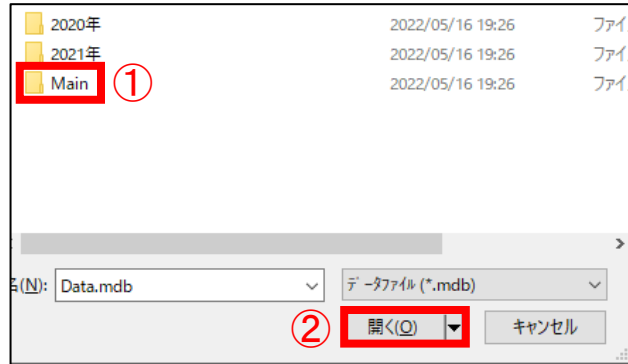 2020年 2022/05/16 19:26 ファイ
2021年 2022/05/16 19:26 ファイ
Main ① 2022/05/16 19:26 ファイ
名(N): Data.mdb ﾃﾞｰﾀﾌｧｲﾙ (*.mdb)
② 開く(O) キャンセル